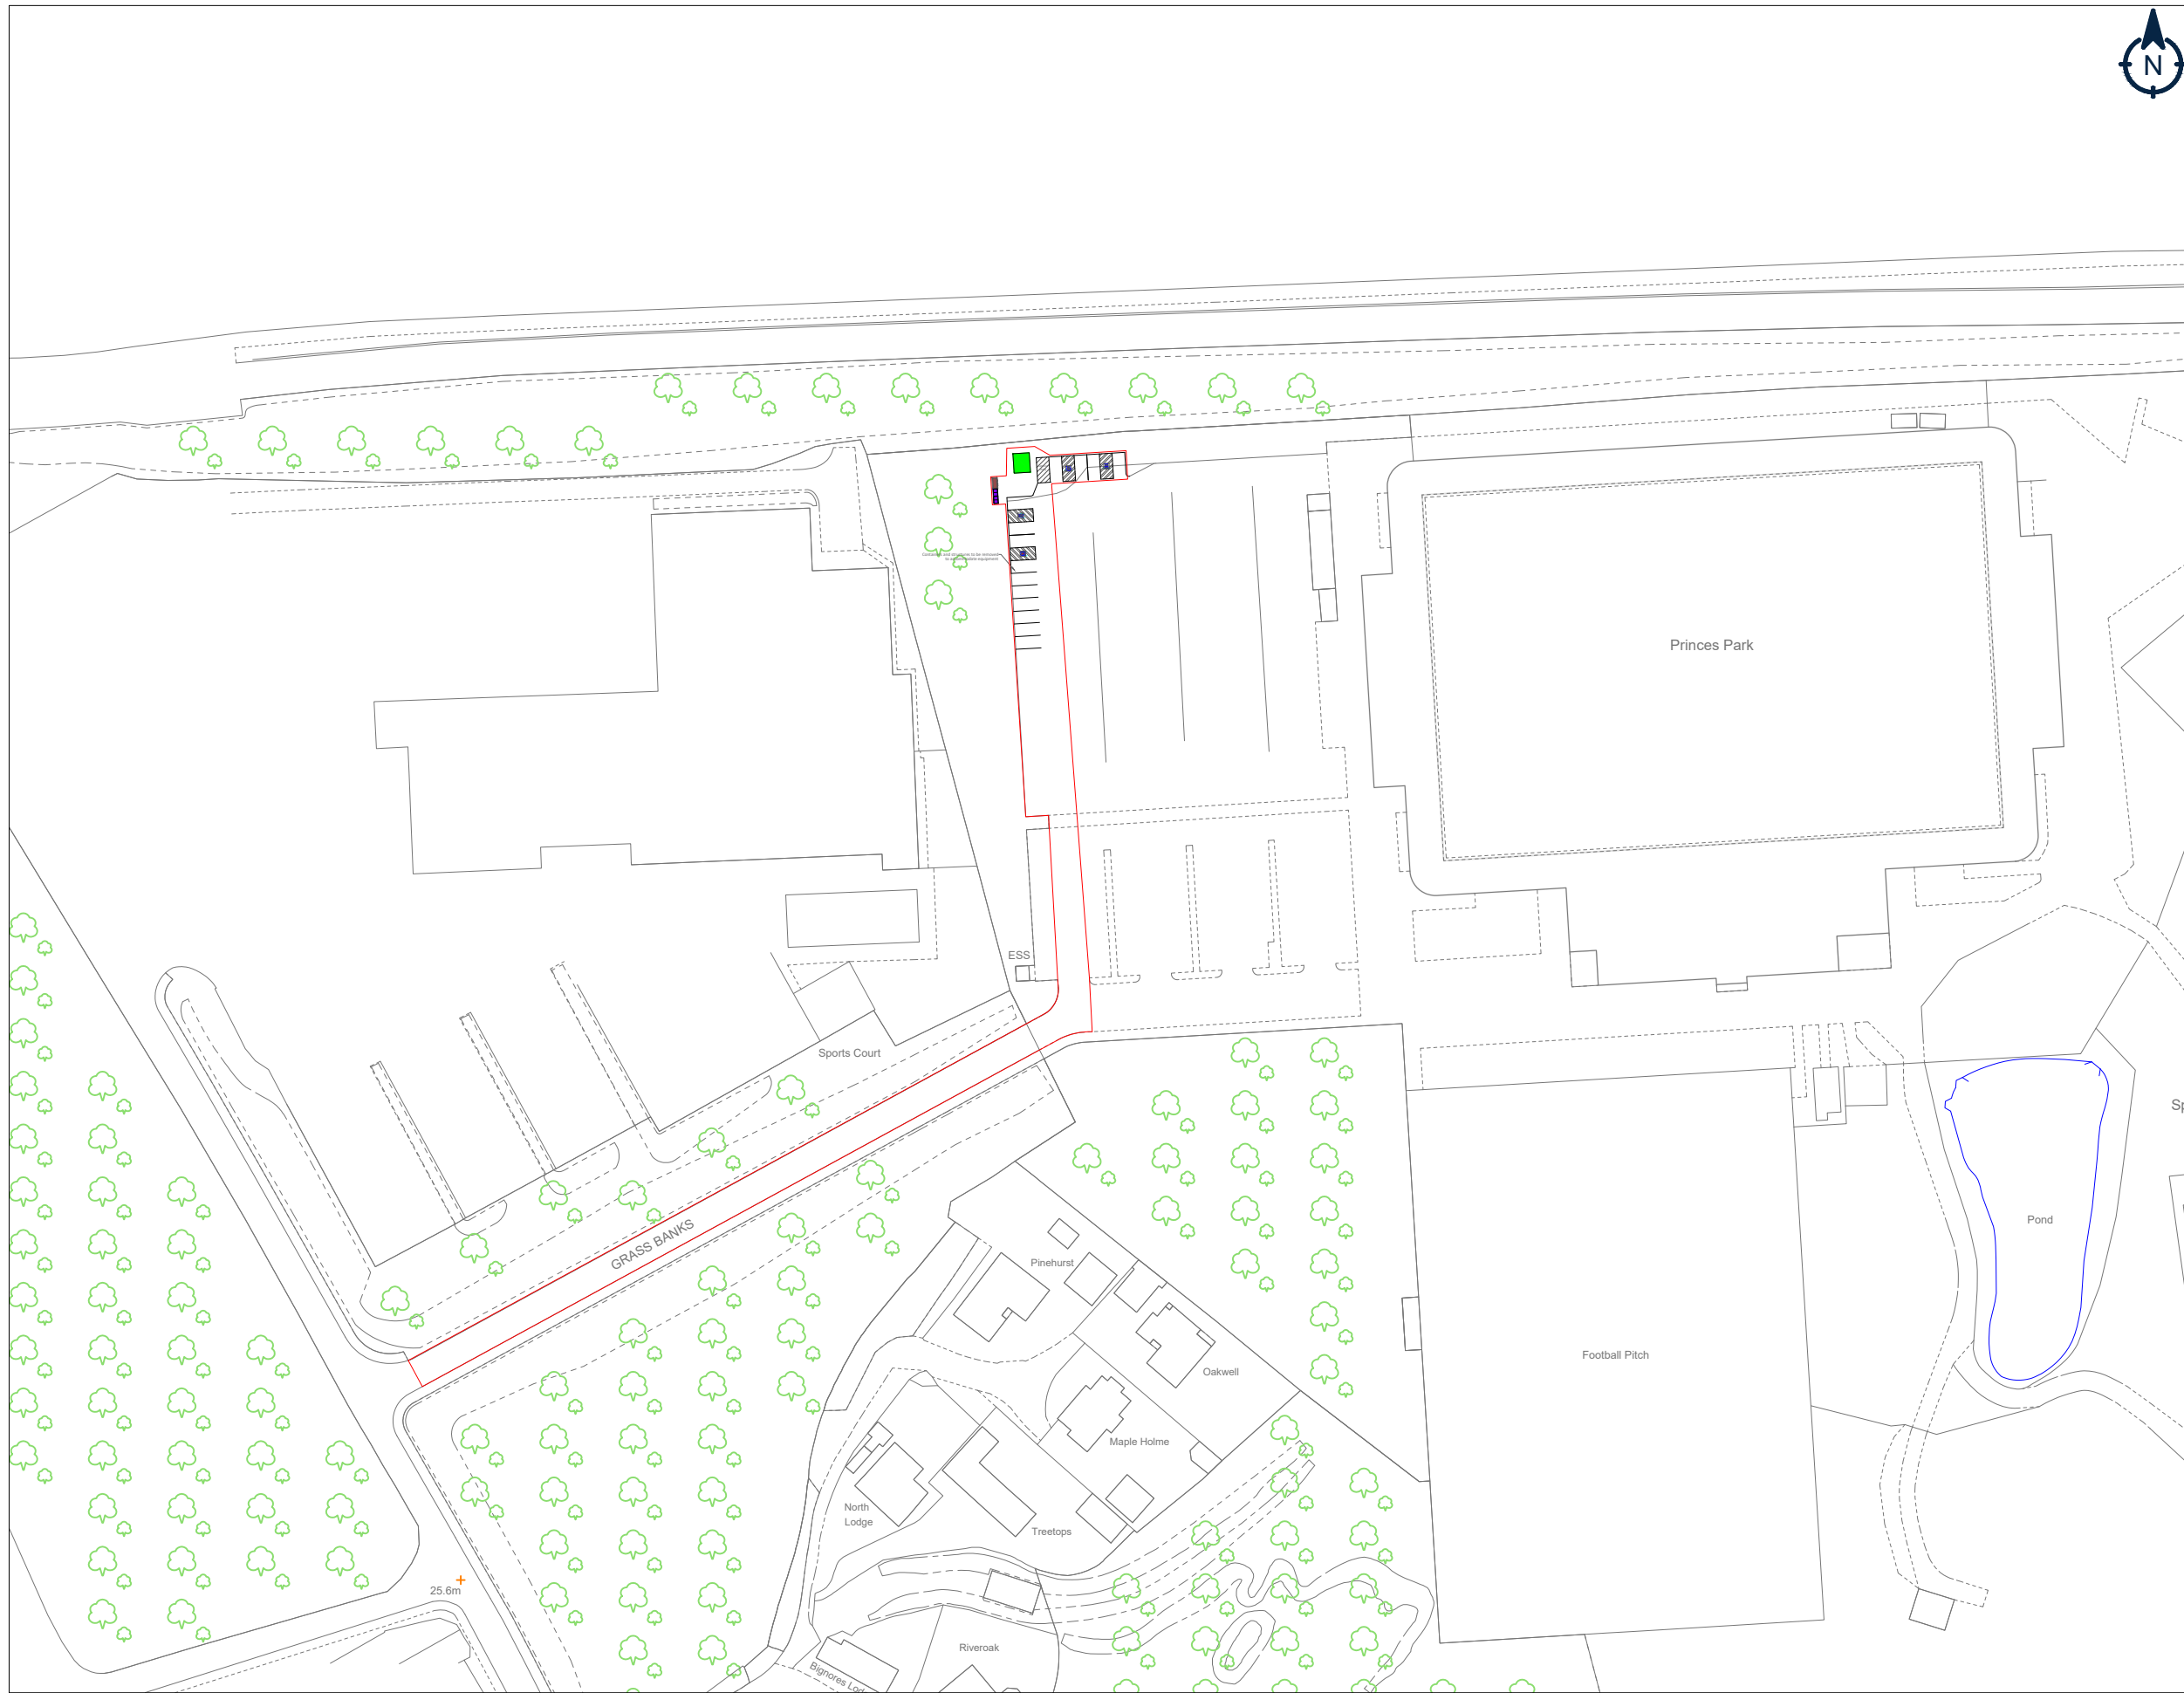 N
Princes Park
ESS
Sports Court
GRASS BANKS
Pond
Pinehurst
Football Pitch
Oakwell
Maple Holme
North
Lodge
Treetops
25.6m
Riveroak